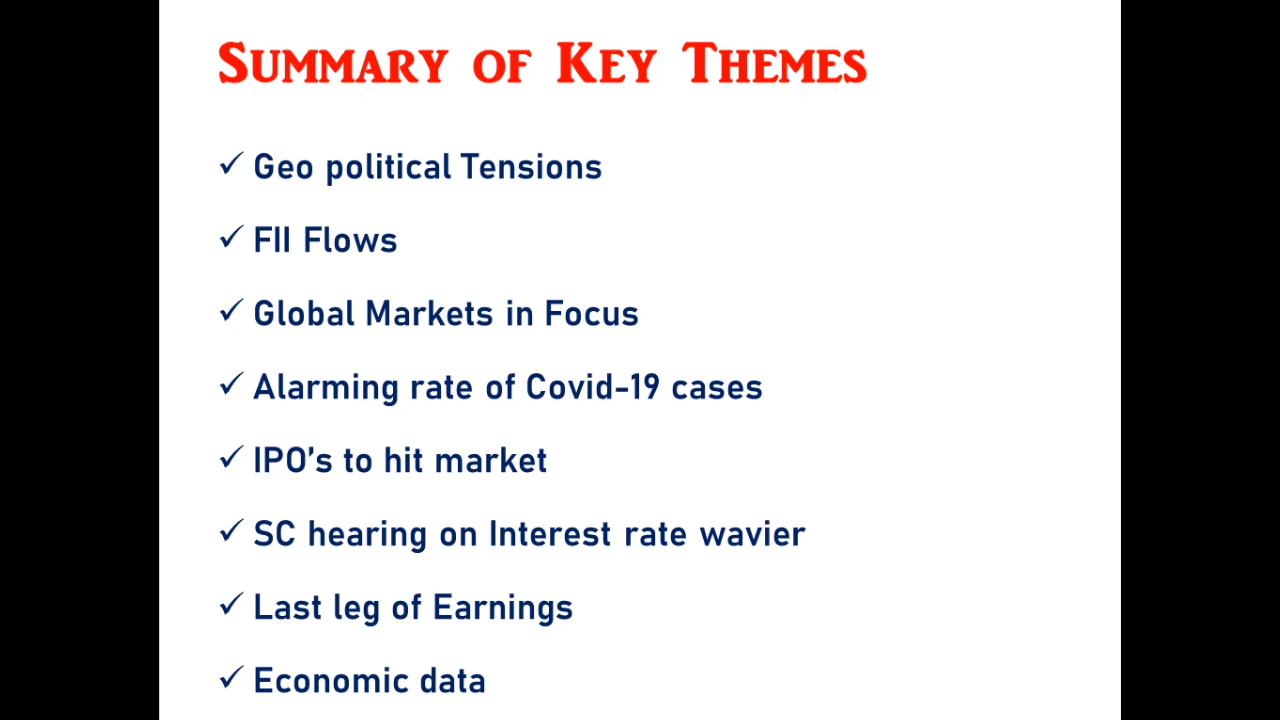 Summary of Key Themes
✓ Geo political Tensions
✓ FII Flows
✓ Global Markets in Focus
✓ Alarming rate of Covid-19 cases
✓ IPO’s to hit market
✓ SC hearing on Interest rate wavier
✓ Last leg of Earnings
✓ Economic data